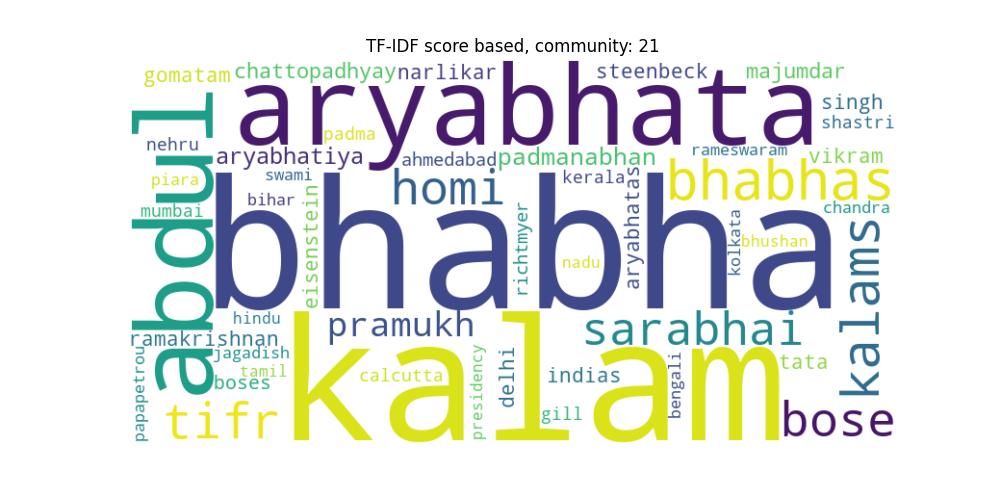 TF-IDF score based, community: 21
gomatam chattopadhyay narlikar steenbeck majumdar
abdul aryabhata singh
shastri
nehru padma
aryabhatiya ahmedabad padmanabhan rameswaram vikram
piara swami homi kerala aryabhatas bhabhas
mumbai bihar eisenstein richtmyer kolkata chandra
bhabha nadu bhushan kalams
hindu pramukh sarabhai
ramakrishnan
papapetrou jagadish kalam tata
tamil calcutta presidency delhi indias bengali
boses
tifr gill bose